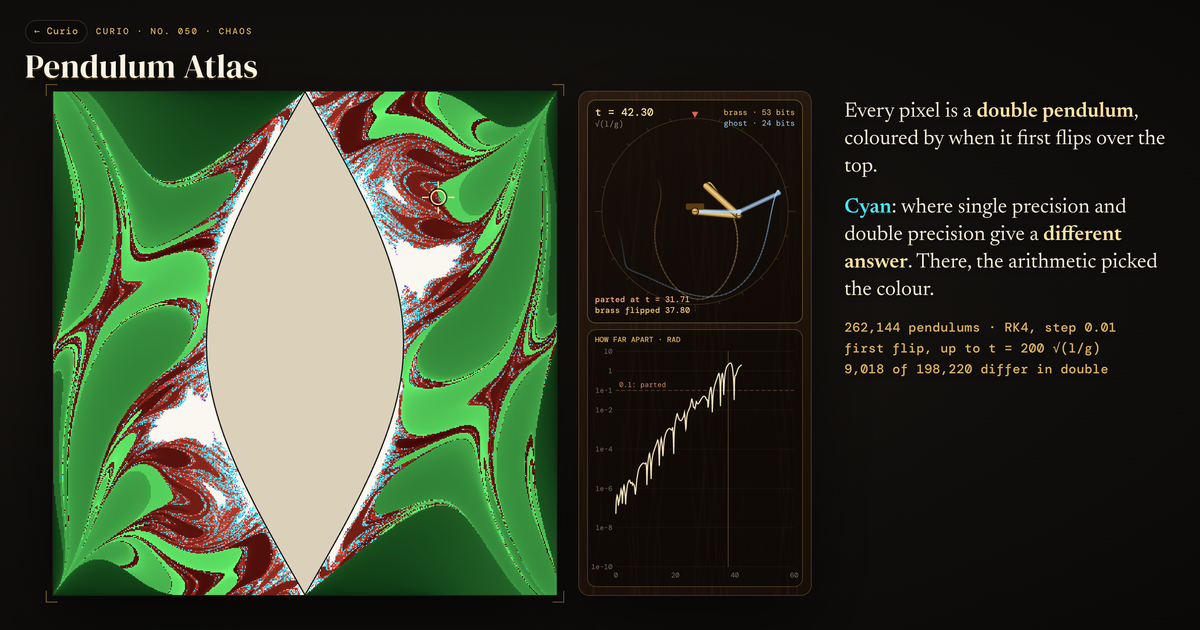 ← Curio
CURIO · NO. 050 · CHAOS
Pendulum Atlas
t = 42.30
√(l/g)
brass · 53 bits
ghost · 24 bits
parted at t = 31.71
brass flipped 37.80
HOW FAR APART · RAD
10
1
0.1: parted
1e-1
1e-2
1e-4
1e-6
1e-8
1e-10
0 20 40 60
Every pixel is a double pendulum,
coloured by when it first flips over the
top.
Cyan: where single precision and
double precision give a different
answer. There, the arithmetic picked
the colour.
262,144 pendulums · RK4, step 0.01
first flip, up to t = 200 √(l/g)
9,018 of 198,220 differ in double